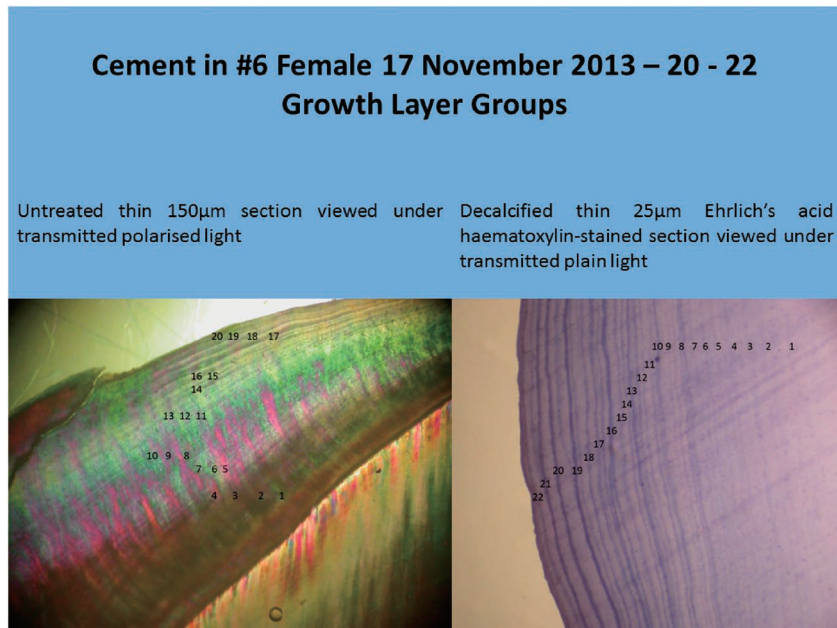 Cement in #6 Female 17 November 2013 – 20 - 22
Growth Layer Groups
Untreated thin 150µm section viewed under
transmitted polarised light
Decalcified thin 25µm Ehrlich's acid
haematoxylin-stained section viewed under
transmitted plain light
20 19 18 17
16 15
14
13 12 11
10 9 8
7 6 5
4 3 2 1
10 9 8 7 6 5 4 3 2 1
11
12
13
14
15
16
17
18
20 19
21
22